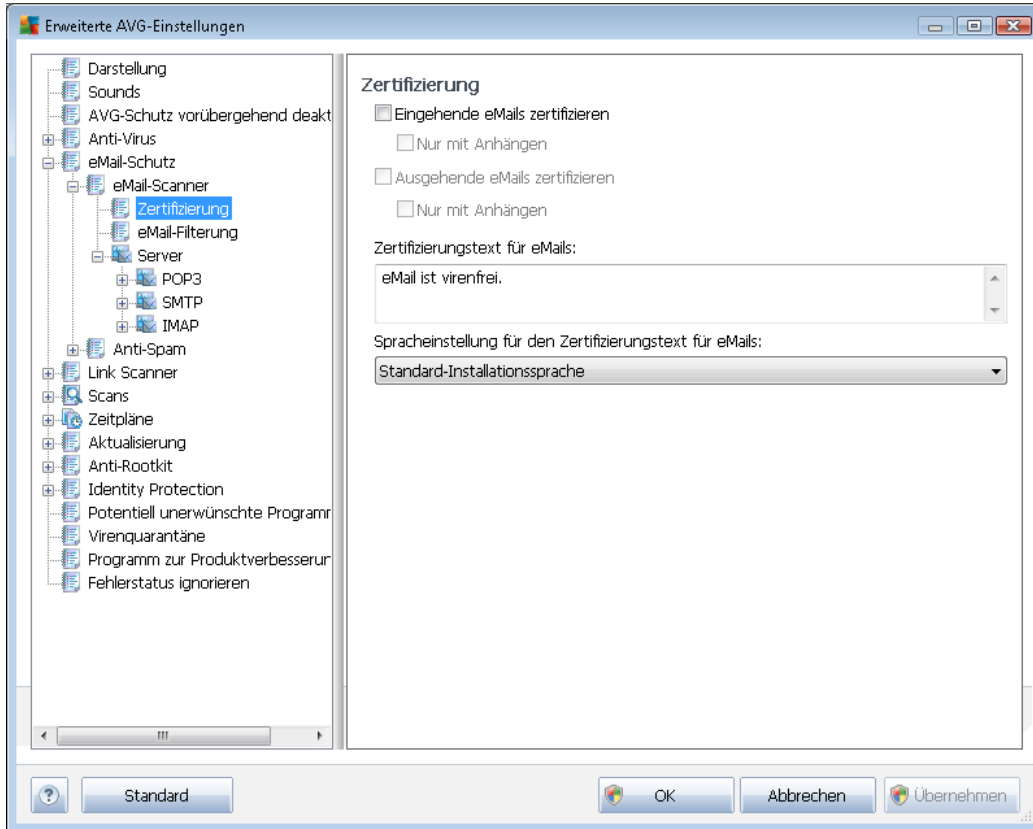 Erweiterte AVG-Einstellungen
Darstellung
Sounds
AVG-Schutz vorübergehend deakt
Anti-Virus
eMail-Schutz
eMail-Scanner
Zertifizierung
eMail-Filterung
Server
POP3
SMTP
IMAP
Anti-Spam
Link Scanner
Scans
Zeitpläne
Aktualisierung
Anti-Rootkit
Identity Protection
Potentiell unerwünschte Programr
Virenquarantäne
Programm zur Produktverbesserur
Fehlerstatus ignorieren
Zertifizierung
Eingehende eMails zertifizieren
Nur mit Anhängen
Ausgehende eMails zertifizieren
Nur mit Anhängen
Zertifizierungstext für eMails:
eMail ist virenfrei.
Spracheinstellung für den Zertifizierungstext für eMails:
Standard-Installationssprache
? Standard OK Abbrechen Übernehmen